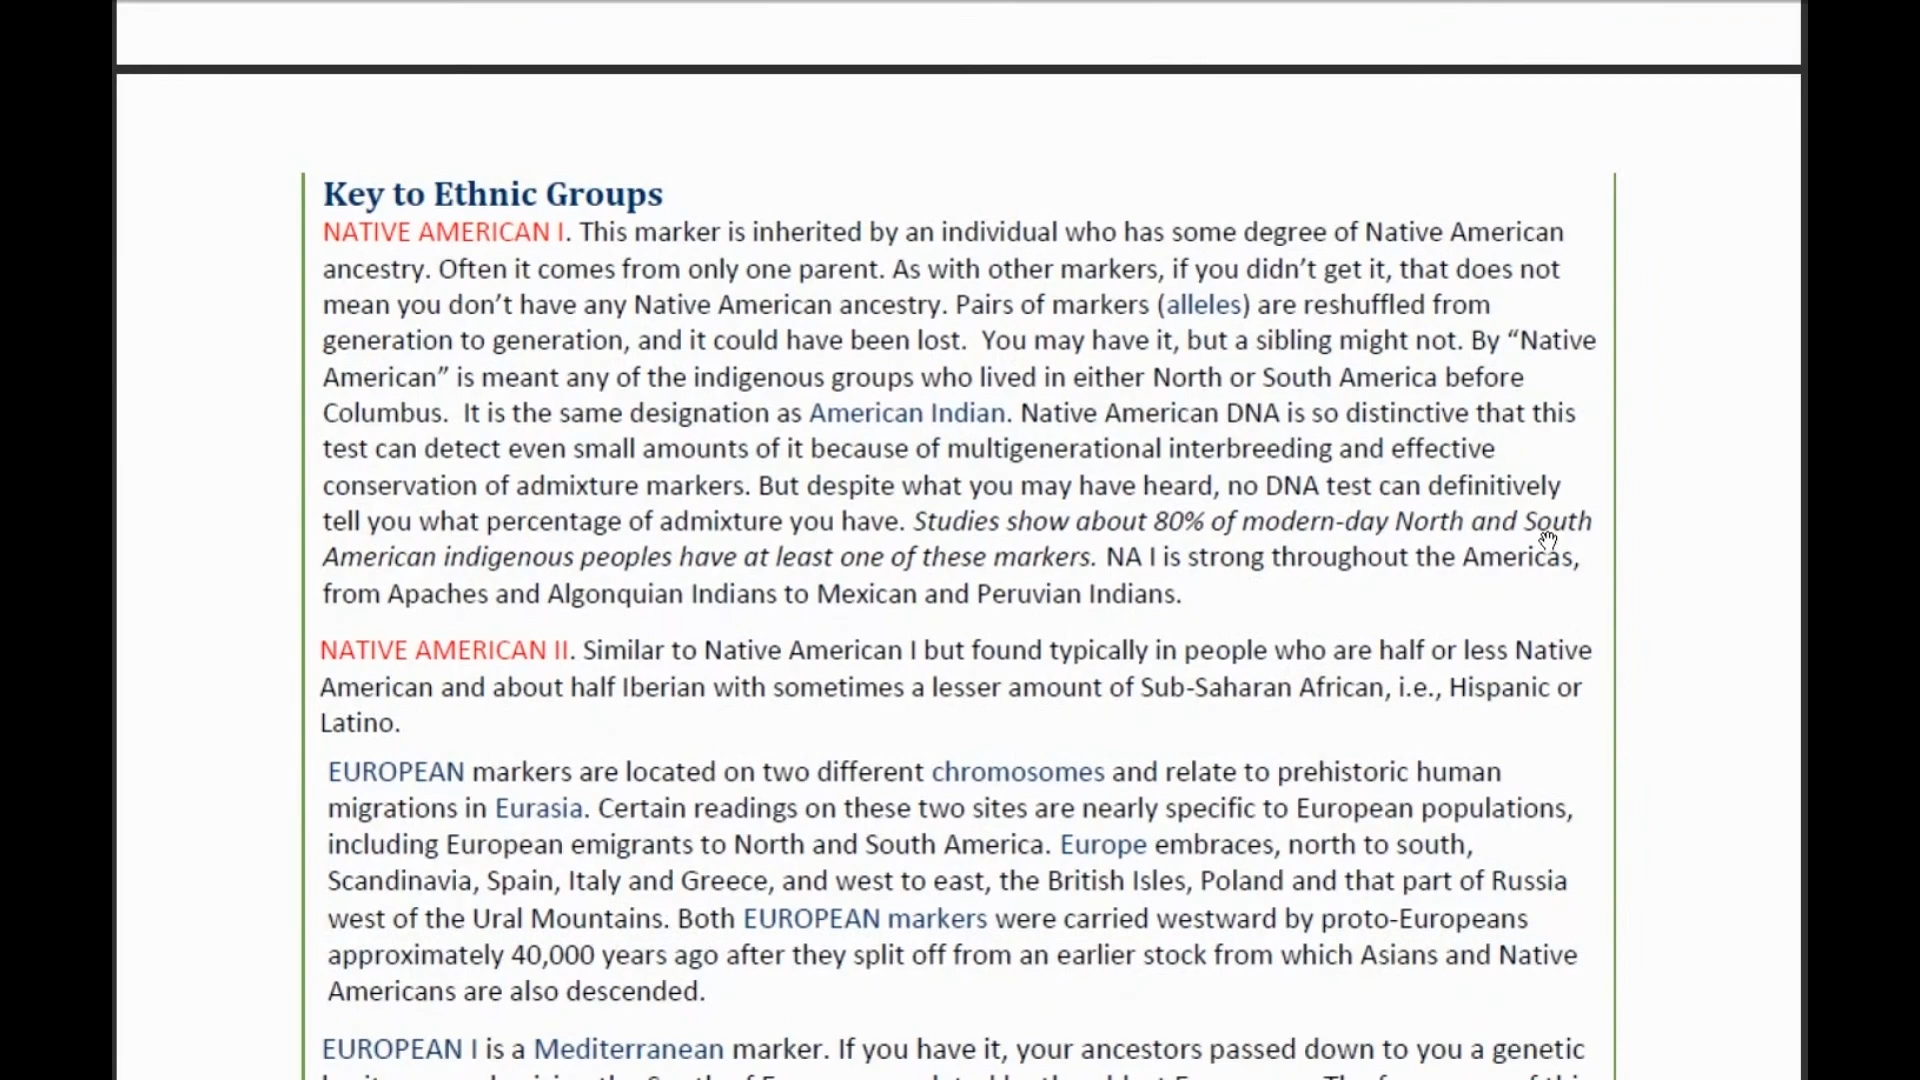 Key to Ethnic Groups
NATIVE AMERICAN I. This marker is inherited by an individual who has some degree of Native American
ancestry. Often it comes from only one parent. As with other markers, if you didn’t get it, that does not
mean you don’t have any Native American ancestry. Pairs of markers (alleles) are reshuffled from
generation to generation, and it could have been lost.  You may have it, but a sibling might not. By “Native
American” is meant any of the indigenous groups who lived in either North or South America before
Columbus.  It is the same designation as American Indian. Native American DNA is so distinctive that this
test can detect even small amounts of it because of multigenerational interbreeding and effective
conservation of admixture markers. But despite what you may have heard, no DNA test can definitively
tell you what percentage of admixture you have. Studies show about 80% of modern-day North and South
American indigenous peoples have at least one of these markers. NA I is strong throughout the Americas,
from Apaches and Algonquian Indians to Mexican and Peruvian Indians.
NATIVE AMERICAN II. Similar to Native American I but found typically in people who are half or less Native
American and about half Iberian with sometimes a lesser amount of Sub-Saharan African, i.e., Hispanic or
Latino.
EUROPEAN markers are located on two different chromosomes and relate to prehistoric human
migrations in Eurasia. Certain readings on these two sites are nearly specific to European populations,
including European emigrants to North and South America. Europe embraces, north to south,
Scandinavia, Spain, Italy and Greece, and west to east, the British Isles, Poland and that part of Russia
west of the Ural Mountains. Both EUROPEAN markers were carried westward by proto-Europeans
approximately 40,000 years ago after they split off from an earlier stock from which Asians and Native
Americans are also descended.
EUROPEAN I is a Mediterranean marker. If you have it, your ancestors passed down to you a genetic